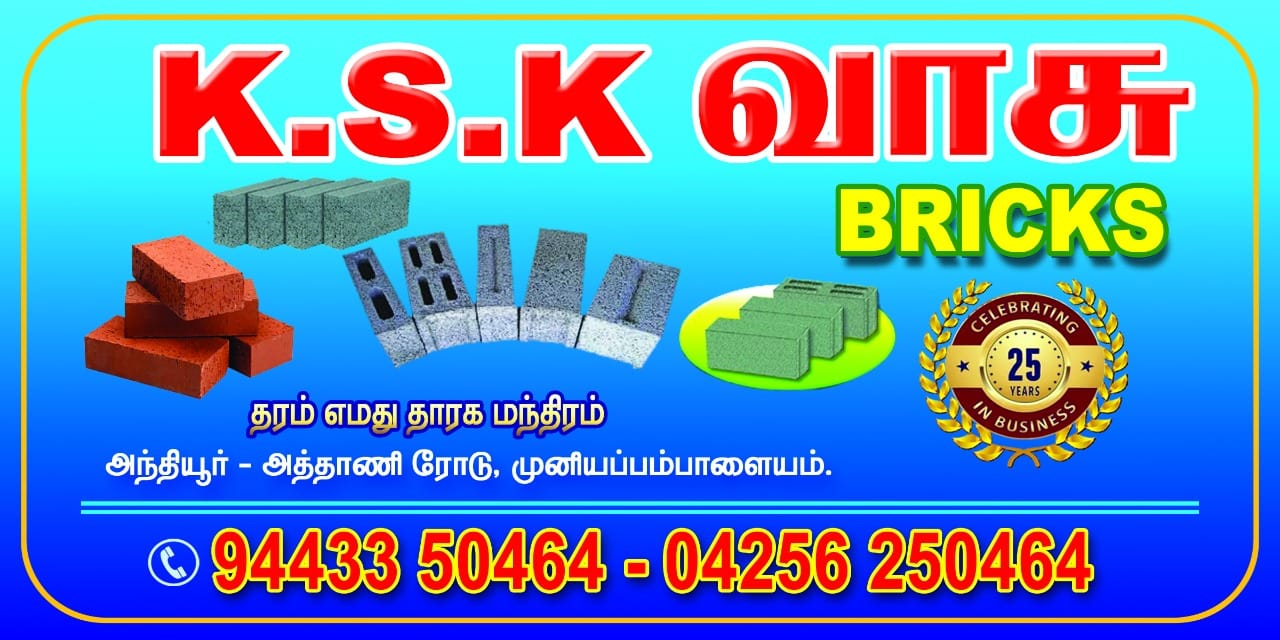 K.S.K வாசு
BRICKS
CELEBRATING
25
YEARS
IN BUSINESS
தரம் எமது தாரக மந்திரம்
அந்தியூர் - அத்தாணி ரோடு, முனியப்பம்பாளையம்.
94433 50464 - 04256 250464